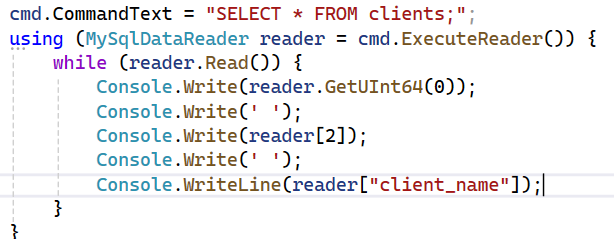 cmd.CommandText = "SELECT * FROM clients;";
using (MySqlDataReader reader = cmd.ExecuteReader()) {
    while (reader.Read()) {
        Console.Write(reader.GetUInt64(0));
        Console.Write(' ');
        Console.Write(reader[2]);
        Console.Write(' ');
        Console.WriteLine(reader["client_name"]);
    }
}